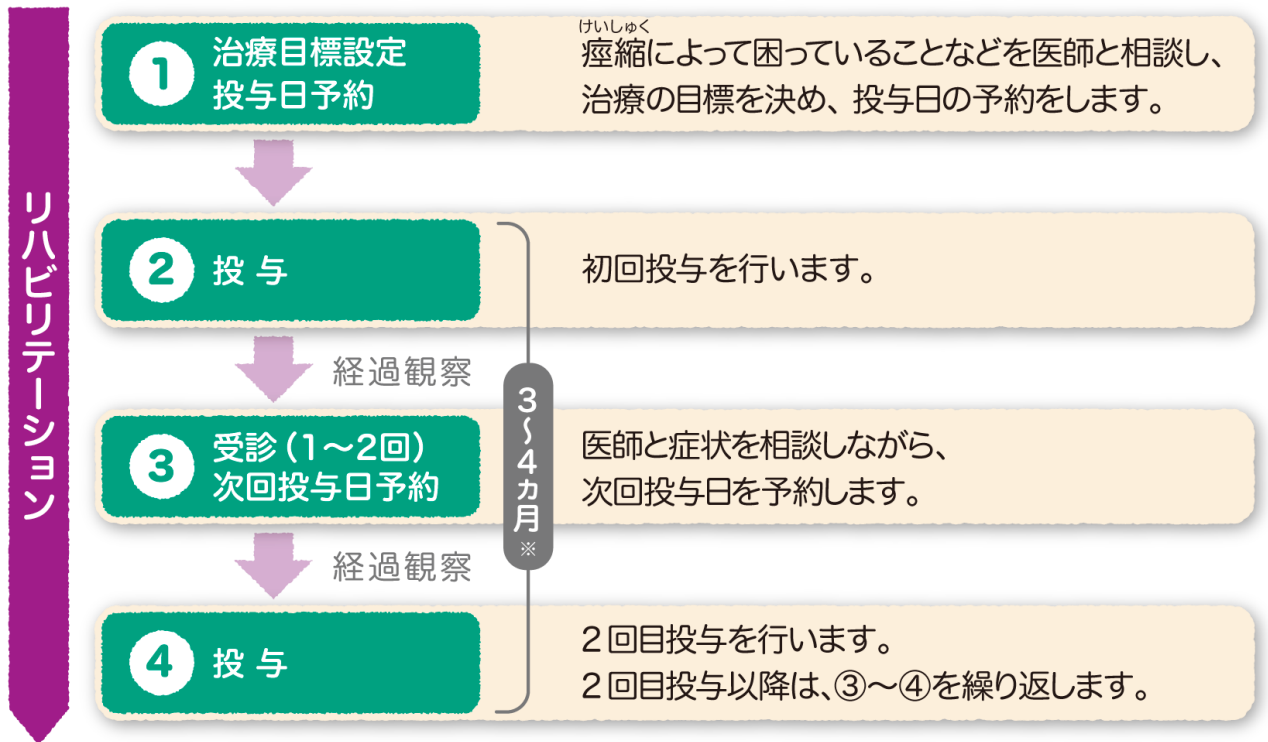 リハビリテーション
1 治療目標設定
投与日予約
けいしゅく
痙縮によって困っていることなどを医師と相談し、
治療の目標を決め、投与日の予約をします。
2 投与
初回投与を行います。
経過観察
3 受診（1〜2回）
次回投与日予約
医師と症状を相談しながら、
次回投与日を予約します。
3〜4カ月※
経過観察
4 投与
2回目投与を行います。
2回目投与以降は、③〜④を繰り返します。